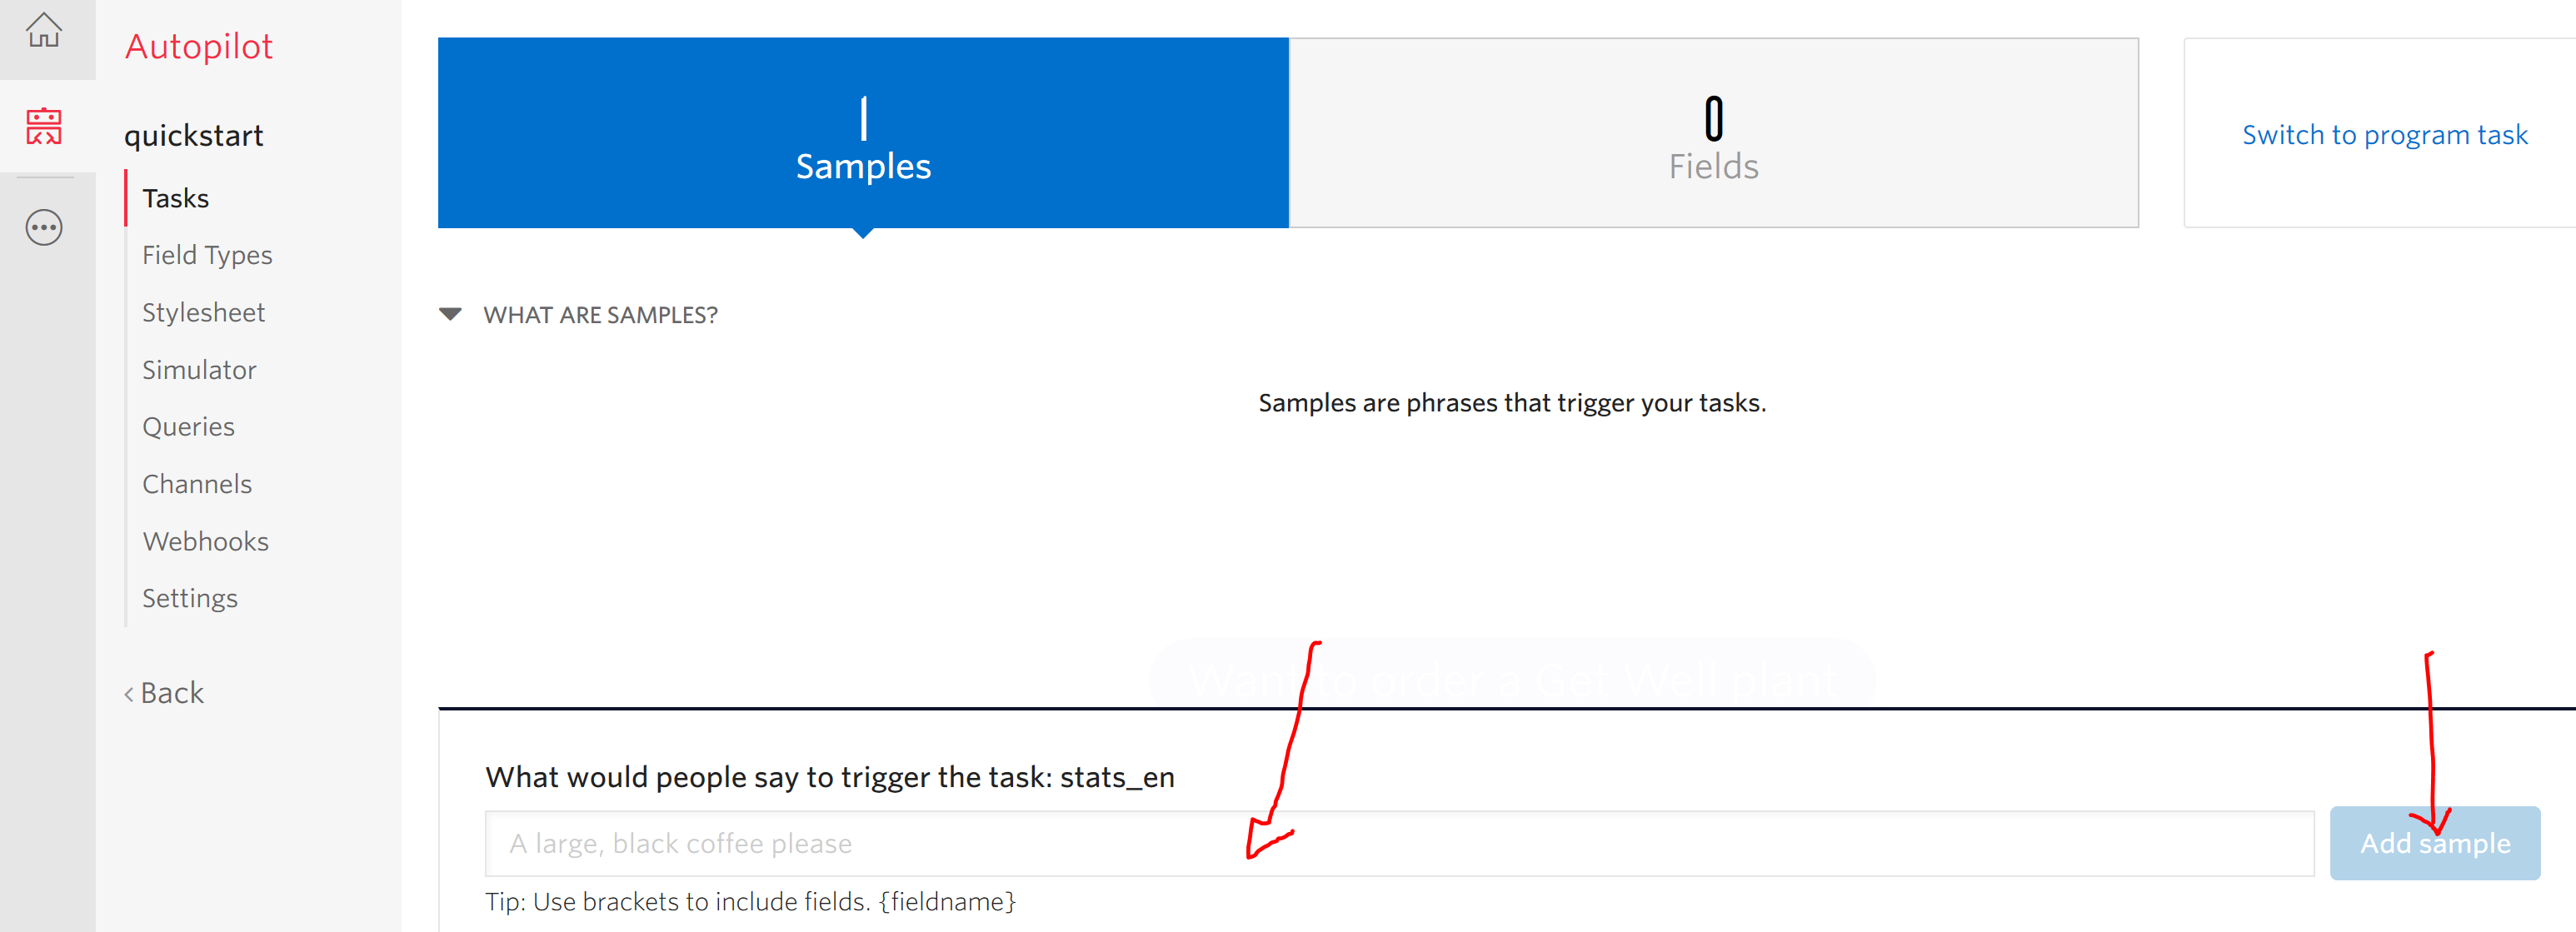 Autopilot
quickstart
Tasks
Field Types
Stylesheet
Simulator
Queries
Channels
Webhooks
Settings
‹ Back
1
Samples
0
Fields
Switch to program task
WHAT ARE SAMPLES?
Samples are phrases that trigger your tasks.
Want to order a Get Well plant
What would people say to trigger the task: stats_en
A large, black coffee please
Add sample
Tip: Use brackets to include fields. {fieldname}